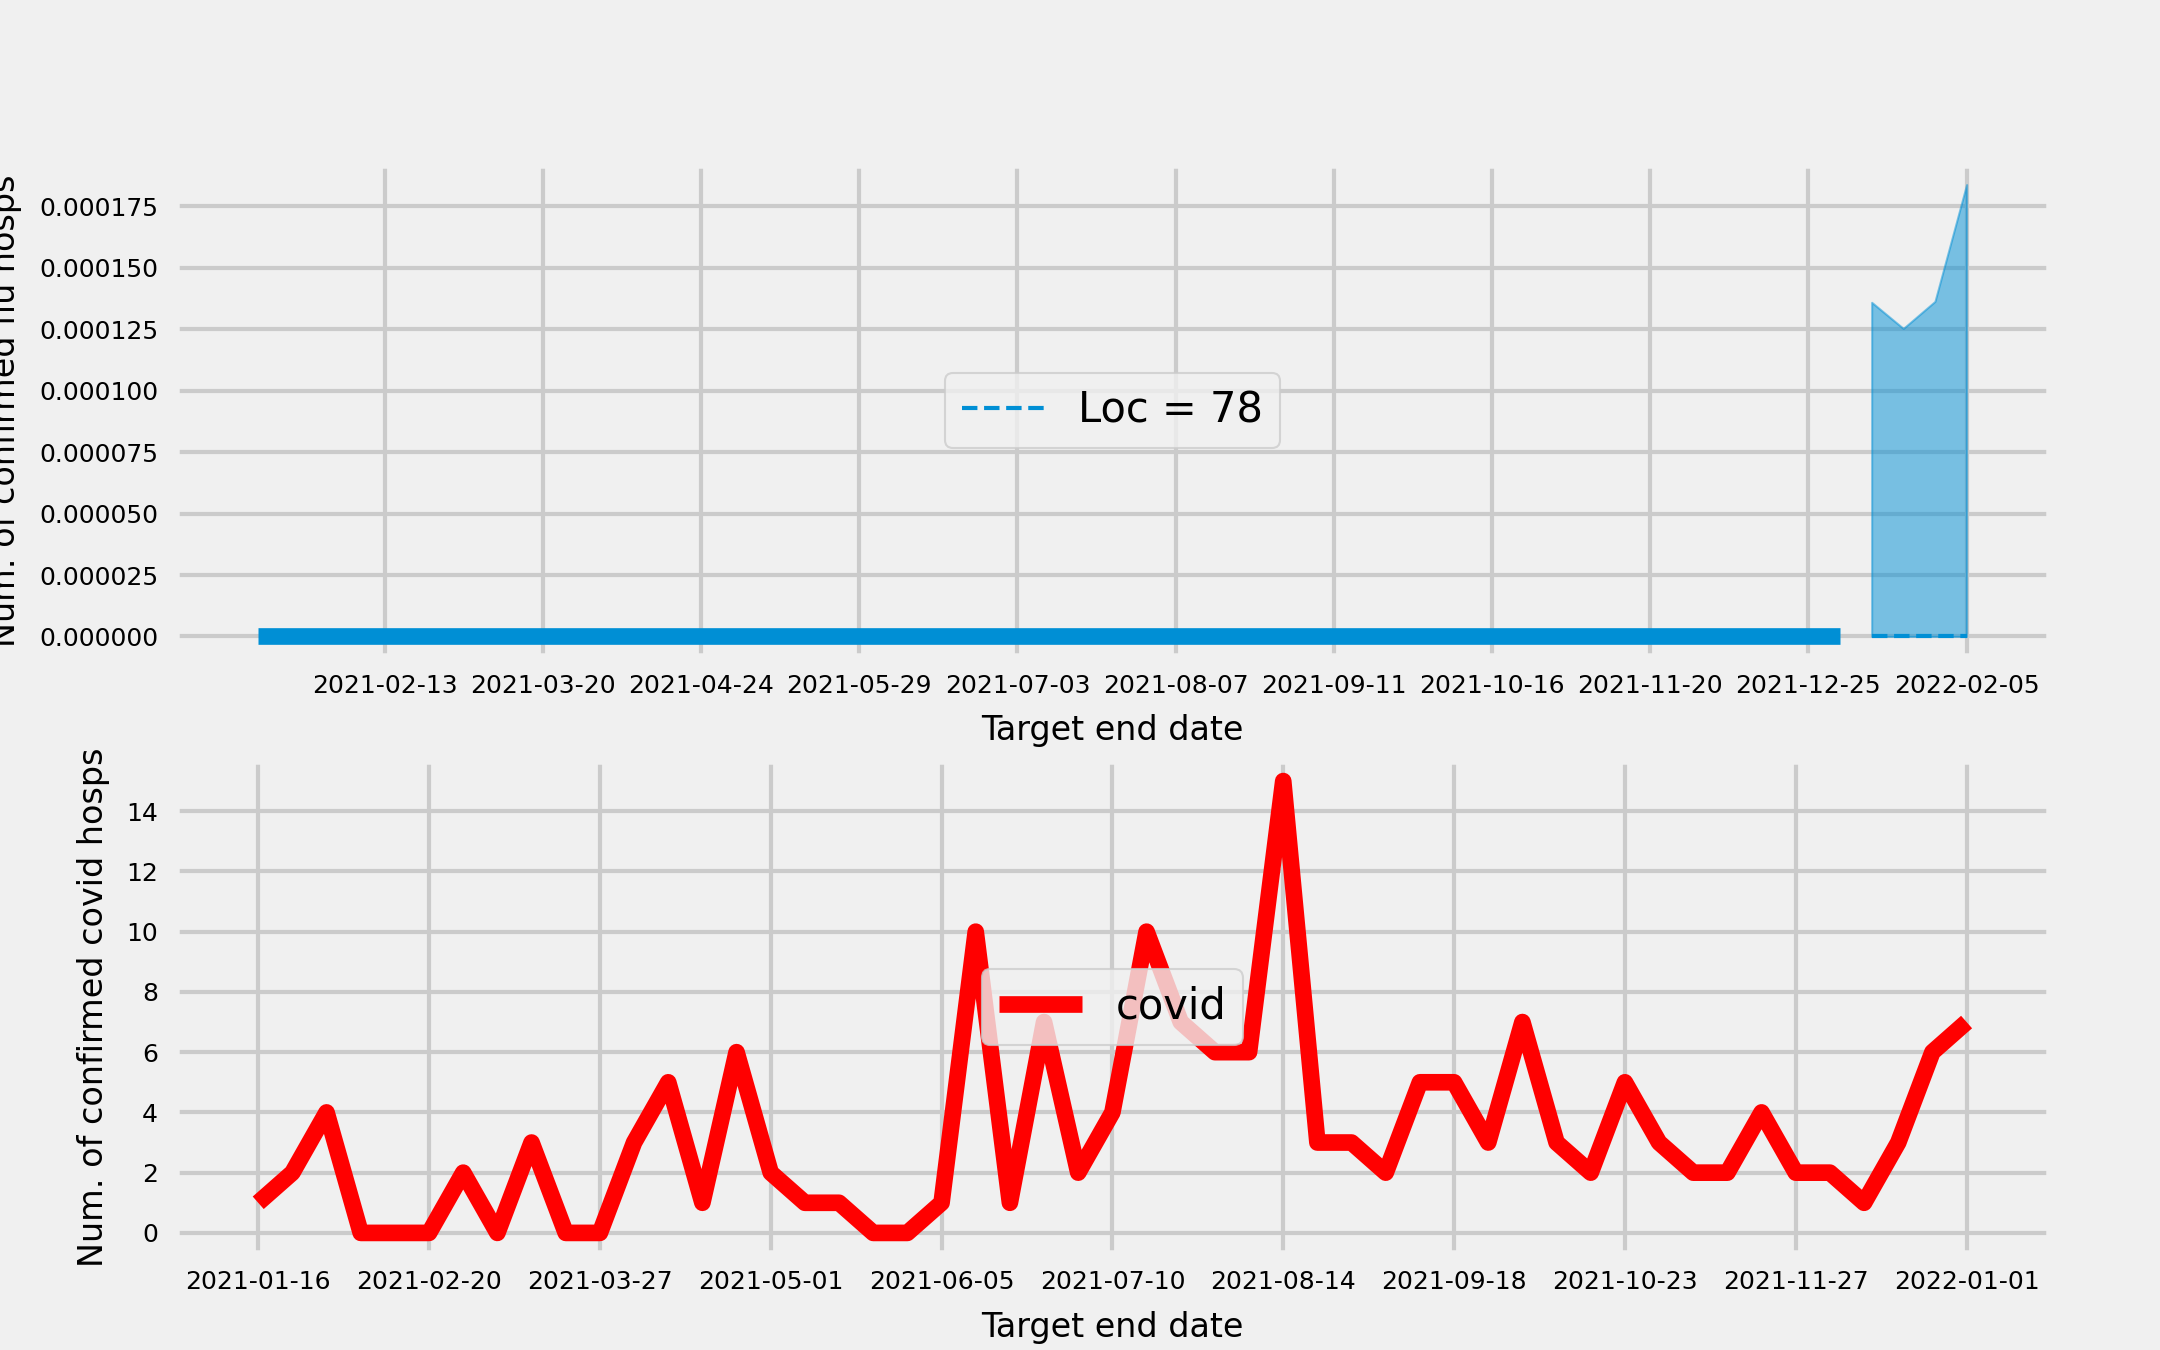 Num. of confirmed flu hosps
0.000175
0.000150
0.000125
0.000100
0.000075
0.000050
0.000025
0.000000
Loc = 78
2021-02-13 2021-03-20 2021-04-24 2021-05-29 2021-07-03 2021-08-07 2021-09-11 2021-10-16 2021-11-20 2021-12-25 2022-02-05
Target end date
Num. of confirmed covid hosps
14
12
10
8
6
4
2
0
covid
2021-01-16 2021-02-20 2021-03-27 2021-05-01 2021-06-05 2021-07-10 2021-08-14 2021-09-18 2021-10-23 2021-11-27 2022-01-01
Target end date